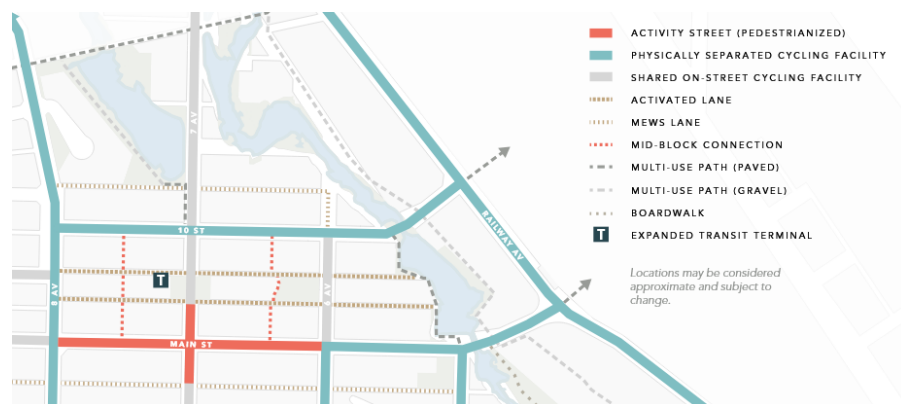 ACTIVITY STREET (PEDESTRIANIZED)
PHYSICALLY SEPARATED CYCLING FACILITY
SHARED ON-STREET CYCLING FACILITY
ACTIVATED LANE
MEWS LANE
MID-BLOCK CONNECTION
MULTI-USE PATH (PAVED)
MULTI-USE PATH (GRAVEL)
BOARDWALK
T EXPANDED TRANSIT TERMINAL
Locations may be considered
approximate and subject to
change.
7 AV
10 ST
RAILWAY AV
T
8 AV
6 AV
MAIN ST